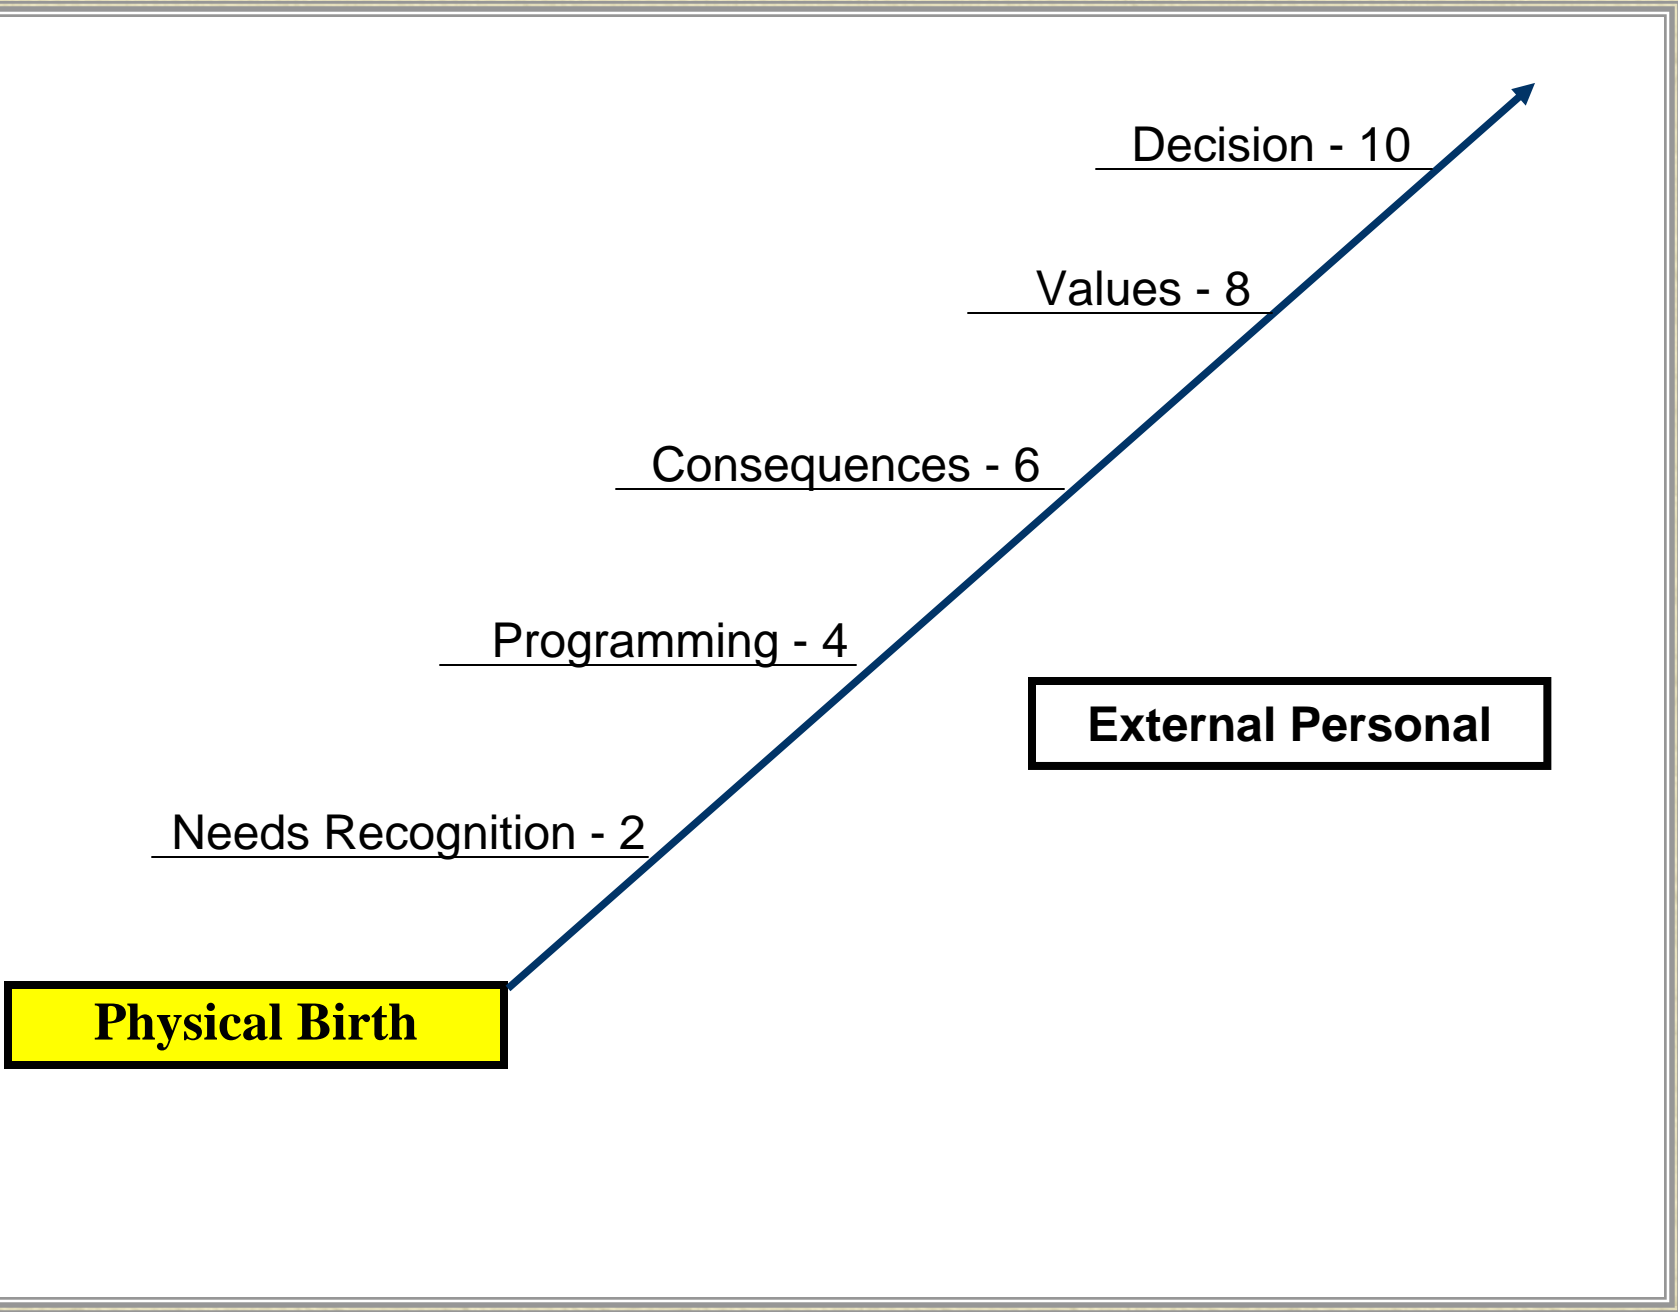 Decision - 10
Values - 8
Consequences - 6
Programming - 4
External Personal
Needs Recognition - 2
Physical Birth